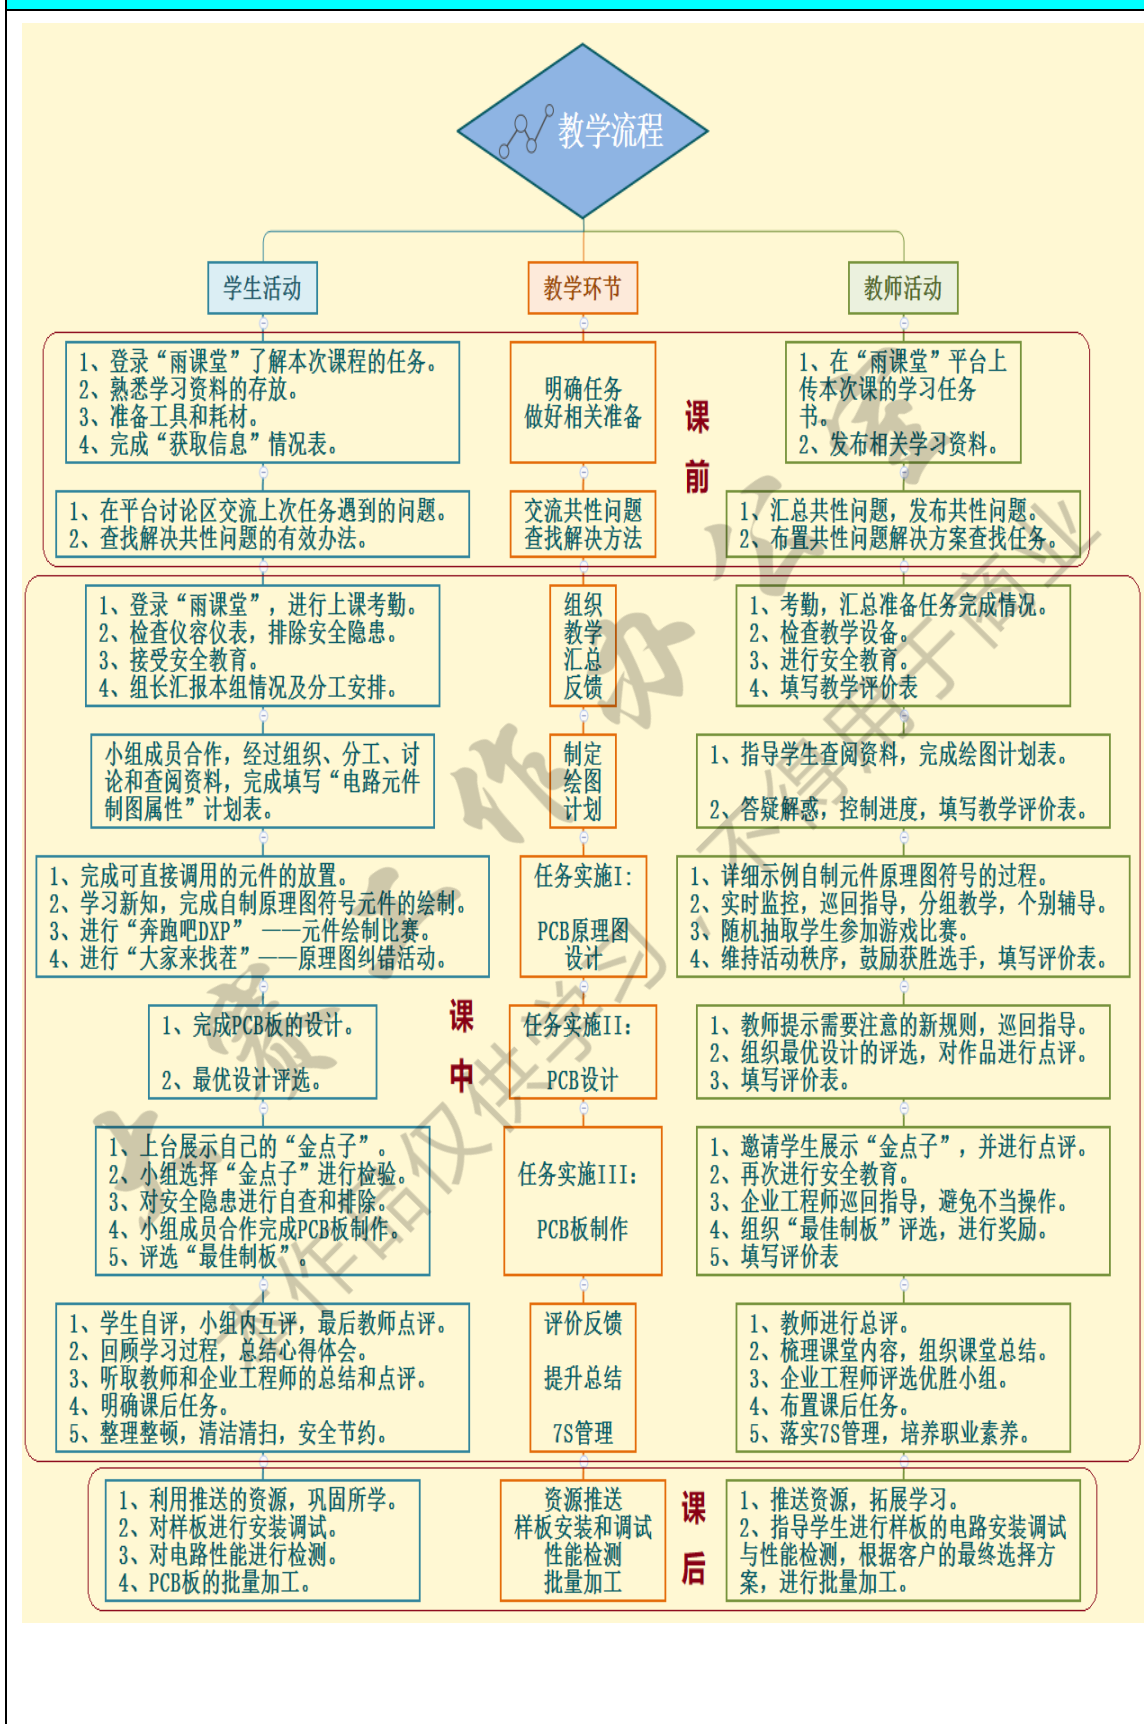 教学流程
学生活动
教学环节
教师活动
课
前
1、登录“雨课堂”了解本次课程的任务。
2、熟悉学习资料的存放。
3、准备工具和耗材。
4、完成“获取信息”情况表。
明确任务
做好相关准备
1、在“雨课堂”平台上
传本次课的学习任务
书。
2、发布相关学习资料。
1、在平台讨论区交流上次任务遇到的问题。
2、查找解决共性问题的有效办法。
交流共性问题
查找解决方法
1、汇总共性问题，发布共性问题。
2、布置共性问题解决方案查找任务。
课
中
1、登录“雨课堂”，进行上课考勤。
2、检查仪容仪表，排除安全隐患。
3、接受安全教育。
4、组长汇报本组情况及分工安排。
组织
教学
汇总
反馈
1、考勤，汇总准备任务完成情况。
2、检查教学设备。
3、进行安全教育。
4、填写教学评价表
小组成员合作，经过组织、分工、讨
论和查阅资料，完成填写“电路元件
制图属性”计划表。
制定
绘图
计划
1、指导学生查阅资料，完成绘图计划表。
2、答疑解惑，控制进度，填写教学评价表。
1、完成可直接调用的元件的放置。
2、学习新知，完成自制原理图符号元件的绘制。
3、进行“奔跑吧DXP” ——元件绘制比赛。
4、进行“大家来找茬”——原理图纠错活动。
任务实施I:
PCB原理图
设计
1、详细示例自制元件原理图符号的过程。
2、实时监控，巡回指导，分组教学，个别辅导。
3、随机抽取学生参加游戏比赛。
4、维持活动秩序，鼓励获胜选手，填写评价表。
1、完成PCB板的设计。
2、最优设计评选。
任务实施II:
PCB设计
1、教师提示需要注意的新规则，巡回指导。
2、组织最优设计的评选，对作品进行点评。
3、填写评价表。
1、上台展示自己的“金点子”。
2、小组选择“金点子”进行检验。
3、对安全隐患进行自查和排除。
4、小组成员合作完成PCB板制作。
5、评选“最佳制板”。
任务实施III:
PCB板制作
1、邀请学生展示“金点子”，并进行点评。
2、再次进行安全教育。
3、企业工程师巡回指导，避免不当操作。
4、组织“最佳制板”评选，进行奖励。
5、填写评价表
1、学生自评，小组内互评，最后教师点评。
2、回顾学习过程，总结心得体会。
3、听取教师和企业工程师的总结和点评。
4、明确课后任务。
5、整理整顿，清洁清扫，安全节约。
评价反馈
提升总结
7S管理
1、教师进行总评。
2、梳理课堂内容，组织课堂总结。
3、企业工程师评选优胜小组。
4、布置课后任务。
5、落实7S管理，培养职业素养。
课
后
1、利用推送的资源，巩固所学。
2、对样板进行安装调试。
3、对电路性能进行检测。
4、PCB板的批量加工。
资源推送
样板安装和调试
性能检测
批量加工
1、推送资源，拓展学习。
2、指导学生进行样板的电路安装调试
与性能检测，根据客户的最终选择方
案，进行批量加工。
大赛工作办公室
本作品仅供学习，不得用于商业